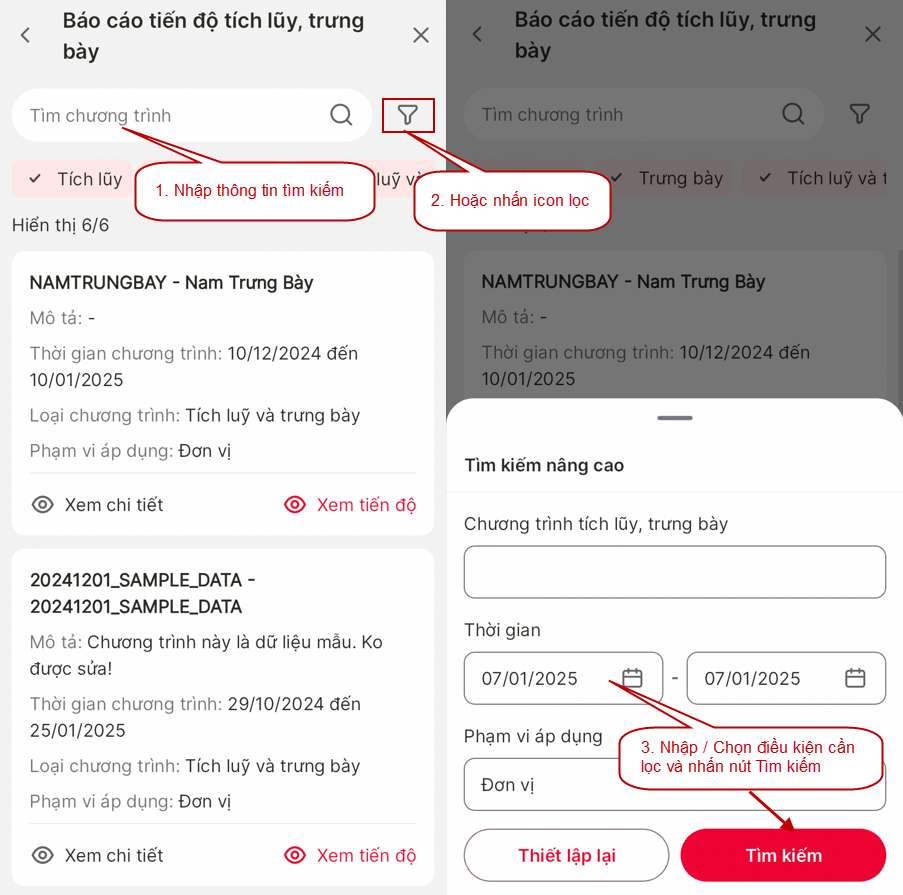 Báo cáo tiến độ tích lũy, trưng
bày
Tìm chương trình
1. Nhập thông tin tìm kiếm
Tích lũy
luỹ và
Hiển thị 6/6
NAMTRUNGBAY - Nam Trưng Bày
Mô tả: -
Thời gian chương trình: 10/12/2024 đến
10/01/2025
Loại chương trình: Tích luỹ và trưng bày
Phạm vi áp dụng: Đơn vị
Xem chi tiết
Xem tiến độ
20241201_SAMPLE_DATA -
20241201_SAMPLE_DATA
Mô tả: Chương trình này là dữ liệu mẫu. Ko
được sửa!
Thời gian chương trình: 29/10/2024 đến
25/01/2025
Loại chương trình: Tích luỹ và trưng bày
Phạm vi áp dụng: Đơn vị
Xem chi tiết
Xem tiến độ
Báo cáo tiến độ tích lũy, trưng
bày
Tìm chương trình
2. Hoặc nhấn icon lọc
Trưng bày
Tích luỹ và t
NAMTRUNGBAY - Nam Trưng Bày
Mô tả: -
Thời gian chương trình: 10/12/2024 đến
10/01/2025
Tìm kiếm nâng cao
Chương trình tích lũy, trưng bày
Thời gian
07/01/2025 - 07/01/2025
Phạm vi áp dụng
3. Nhập / Chọn điều kiện cần
lọc và nhấn nút Tìm kiếm
Đơn vị
Thiết lập lại
Tìm kiếm